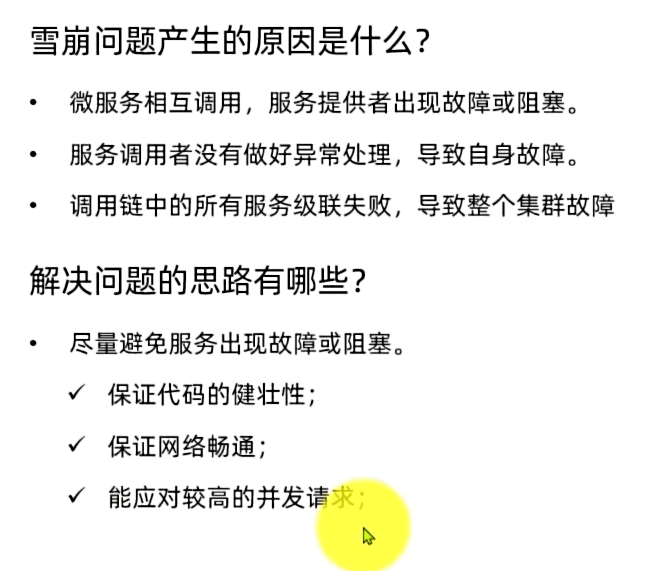 雪崩问题产生的原因是什么？
• 微服务相互调用，服务提供者出现故障或阻塞。
• 服务调用者没有做好异常处理，导致自身故障。
• 调用链中的所有服务级联失败，导致整个集群故障
解决问题的思路有哪些？
• 尽量避免服务出现故障或阻塞。
✓ 保证代码的健壮性；
✓ 保证网络畅通；
✓ 能应对较高的并发请求；